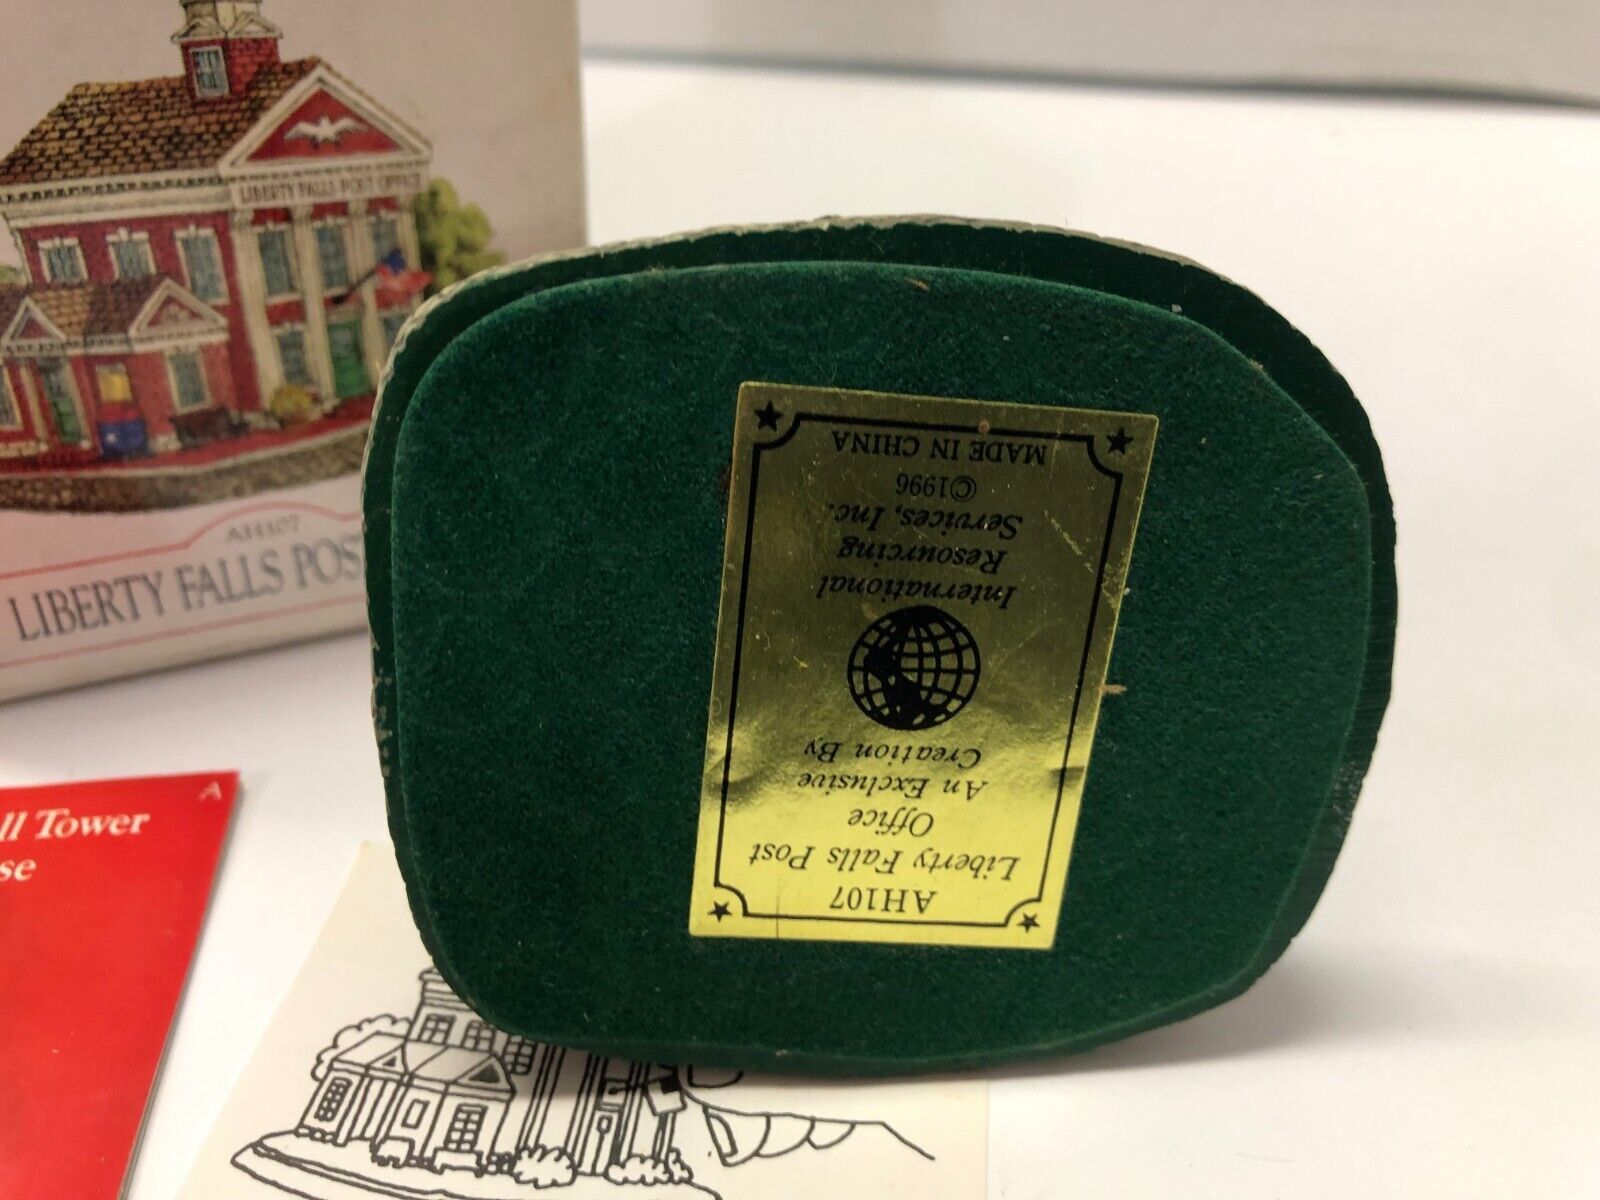 LIBERTY FALLS POST OFFICE
AH107
LIBERTY FALLS POST
ll Tower
se
A
AH107
Liberty Falls Post
Office
An Exclusive
Creation By
International
Resourcing
Services, Inc.
©1996
MADE IN CHINA